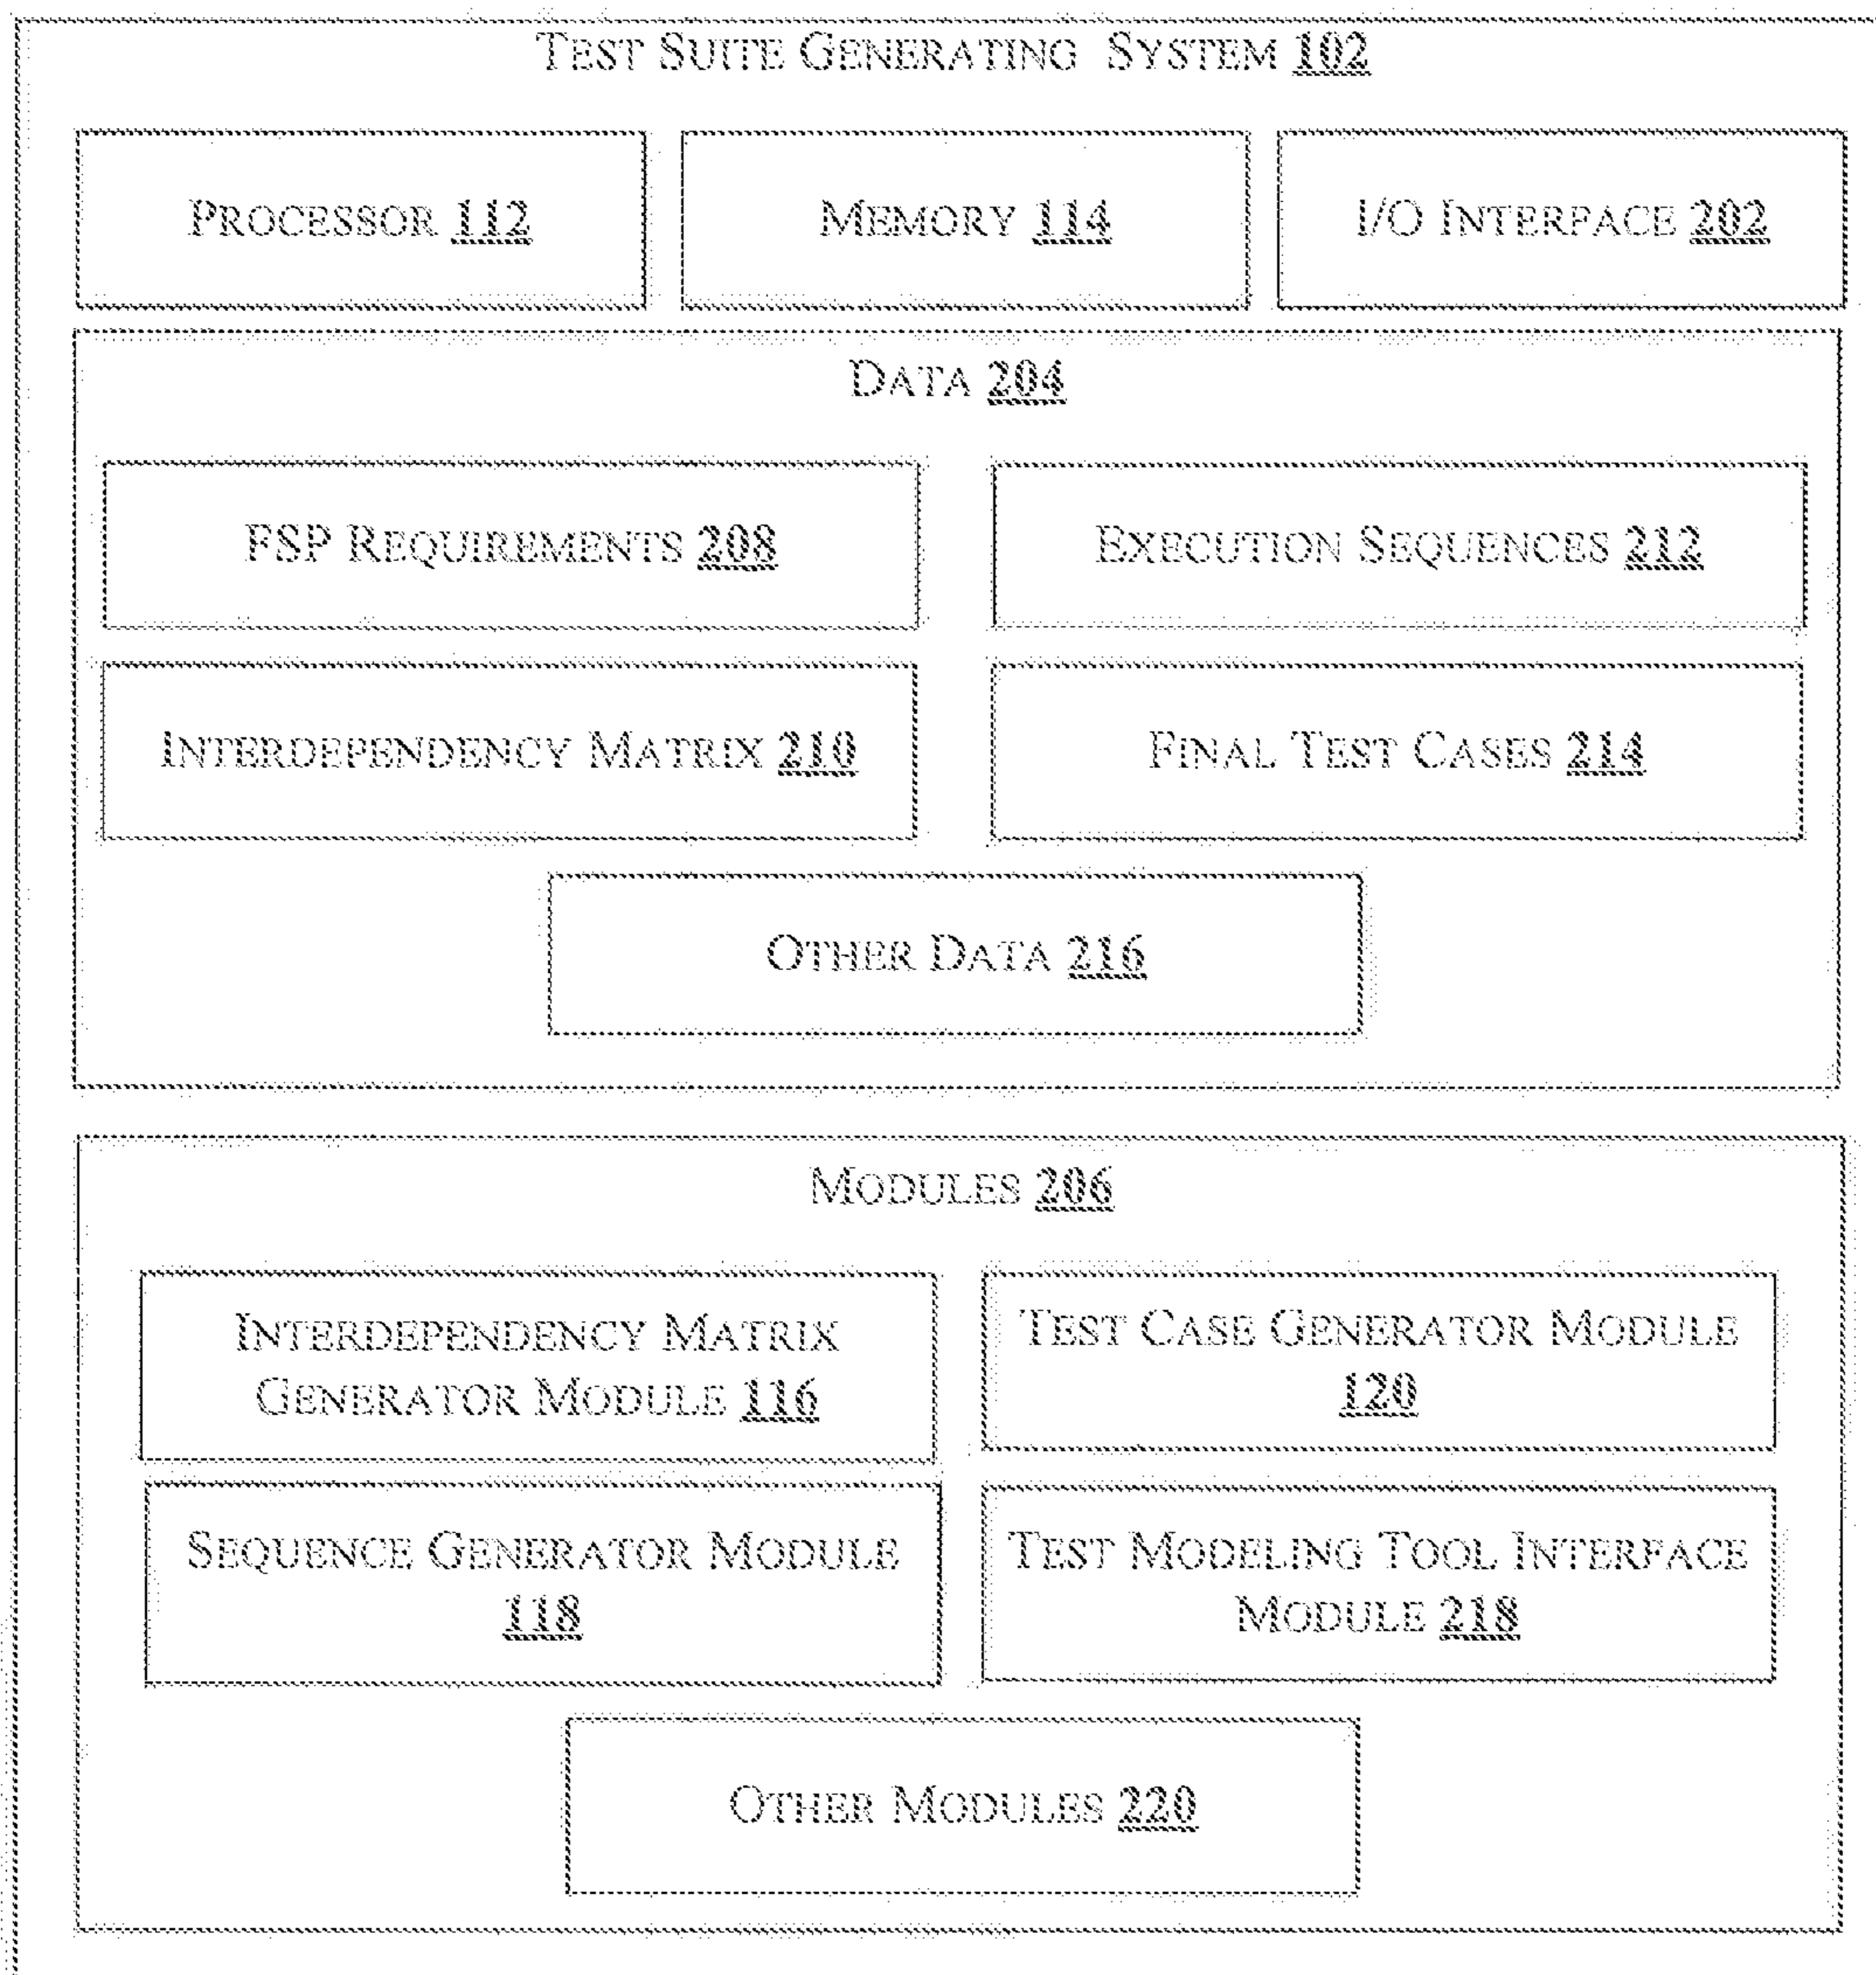 TEST SUITE GENERATING SYSTEM 102
PROCESSOR 112
MEMORY 114
I/O INTERFACE 202
DATA 204
FSP REQUIREMENTS 208
EXECUTION SEQUENCES 212
INTERDEPENDENCY MATRIX 210
FINAL TEST CASES 214
OTHER DATA 216
MODULES 206
INTERDEPENDENCY MATRIX
GENERATOR MODULE 116
TEST CASE GENERATOR MODULE
120
SEQUENCE GENERATOR MODULE
118
TEST MODELING TOOL INTERFACE
MODULE 218
OTHER MODULES 220